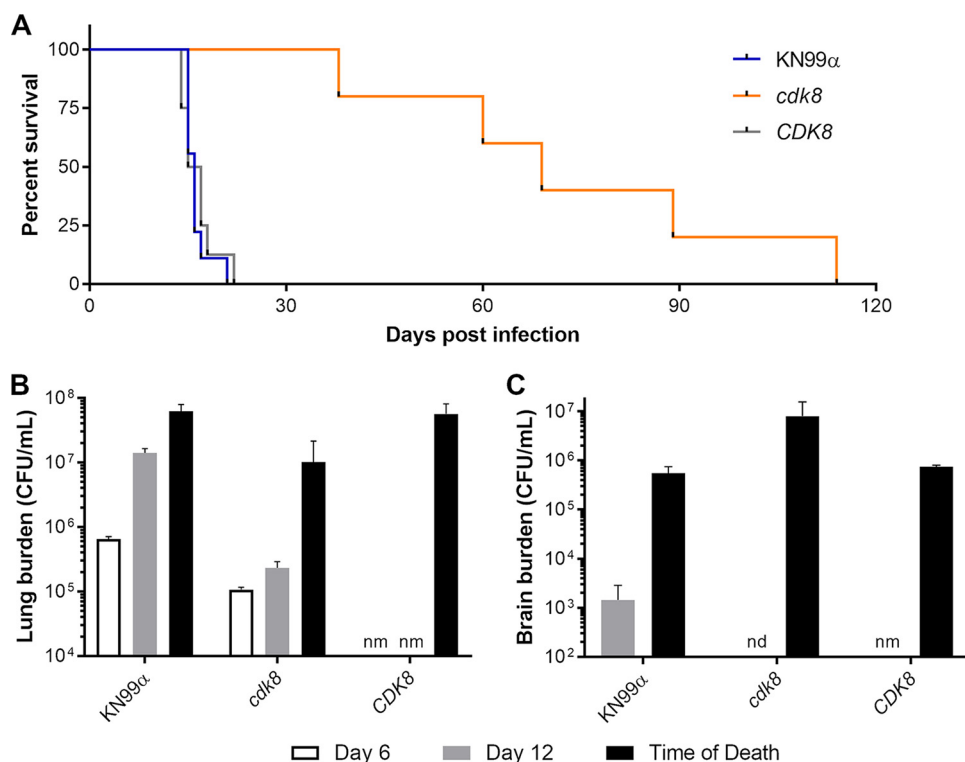 A
Percent survival
100
75
50
25
0
0 30 60 90 120
Days post infection
KN99α
cdk8
CDK8
B
Lung burden (CFU/mL)
10^8
10^7
10^6
10^5
10^4
nm nm
KN99α cdk8 CDK8
C
Brain burden (CFU/mL)
10^7
10^6
10^5
10^4
10^3
10^2
nd nm
KN99α cdk8 CDK8
Day 6 Day 12 Time of Death